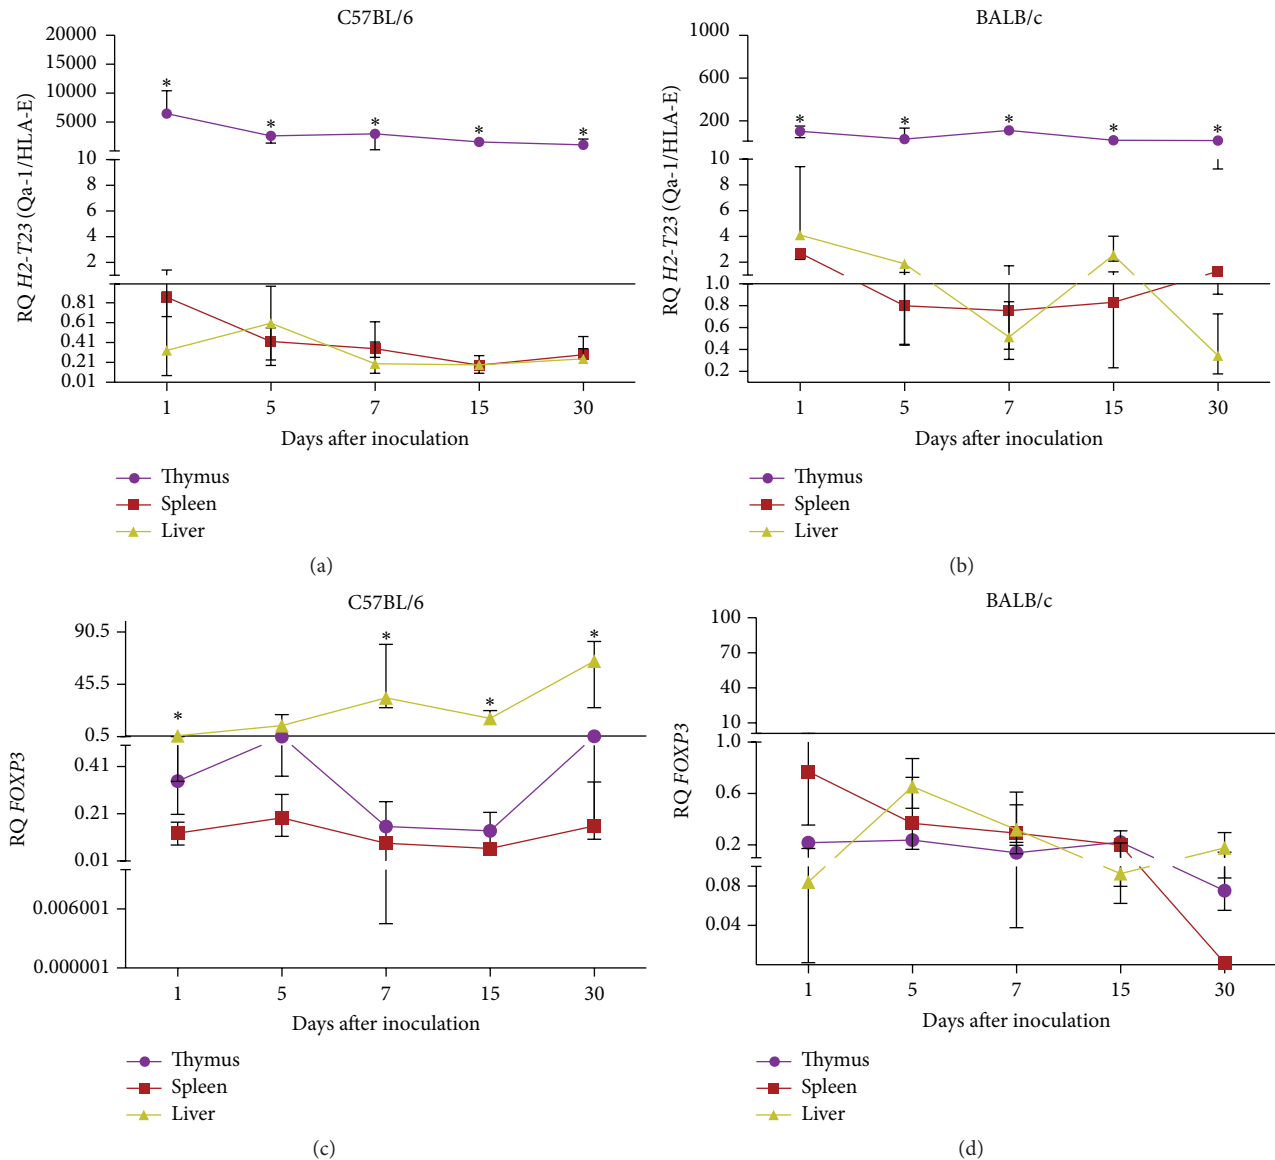 C57BL/6
RQ H2-T23 (Qa-1/HLA-E)
20000
15000
10000
5000
10
8
6
4
2
0.81
0.61
0.41
0.21
0.01
* * * * *
1 5 7 15 30
Days after inoculation
Thymus
Spleen
Liver
(a)
BALB/c
RQ H2-T23 (Qa-1/HLA-E)
1000
600
200
10
8
6
4
2
1.0
0.8
0.6
0.4
0.2
* * * * *
1 5 7 15 30
Days after inoculation
Thymus
Spleen
Liver
(b)
C57BL/6
RQ FOXP3
90.5
45.5
0.5
0.41
0.21
0.01
0.006001
0.000001
* * * *
1 5 7 15 30
Days after inoculation
Thymus
Spleen
Liver
(c)
BALB/c
RQ FOXP3
100
70
40
10
1.0
0.6
0.2
0.08
0.04
1 5 7 15 30
Days after inoculation
Thymus
Spleen
Liver
(d)